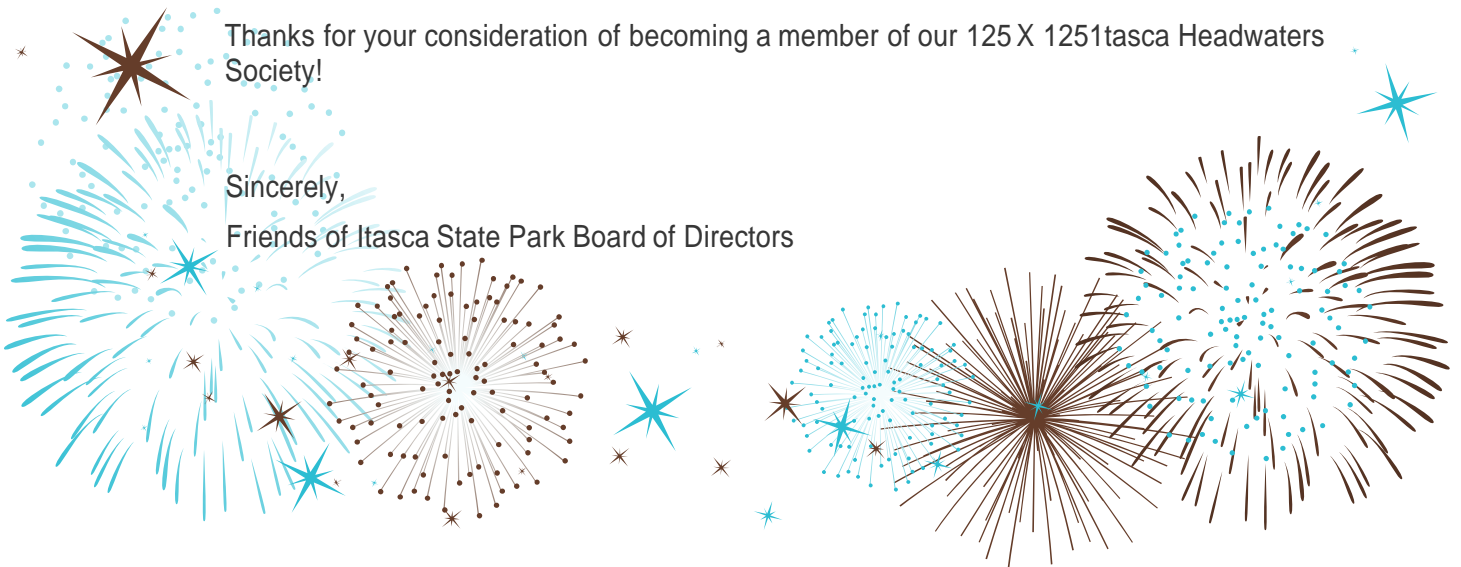 Thanks for your consideration of becoming a member of our 125 X 1251tasca Headwaters
Society!
Sincerely,
Friends of Itasca State Park Board of Directors